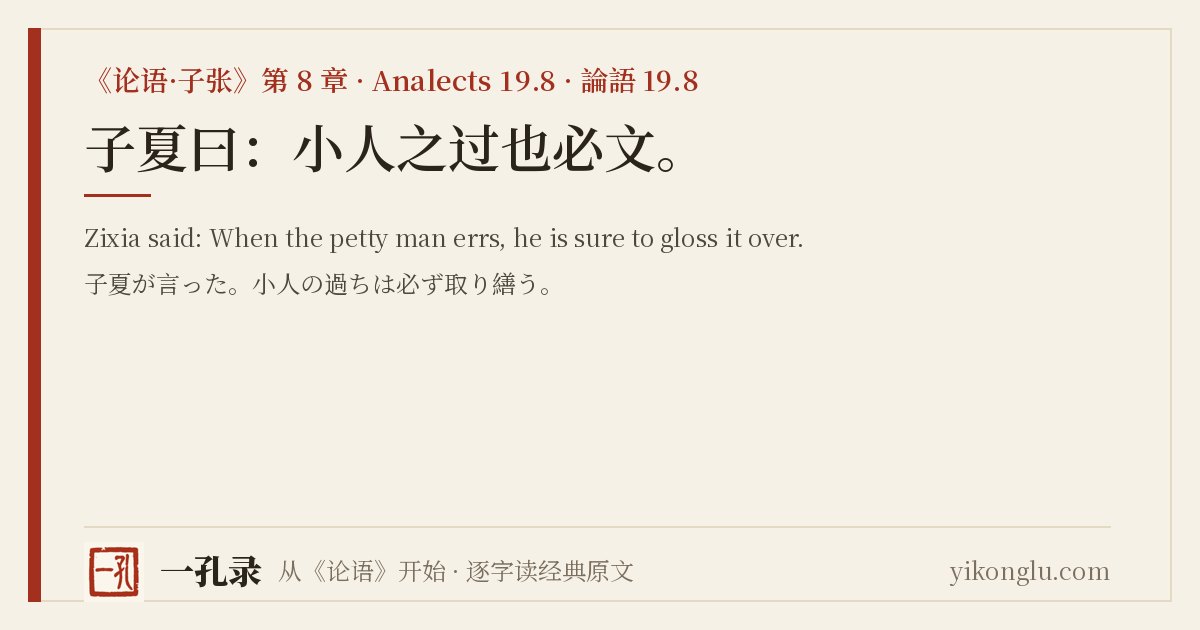 《论语·子张》第 8 章 · Analects 19.8 · 論語 19.8
子夏曰：小人之过也必文。
Zixia said: When the petty man errs, he is sure to gloss it over.
子夏が言った。小人の過ちは必ず取り繕う。
一孔
一孔录 从《论语》开始 · 逐字读经典原文 yikonglu.com